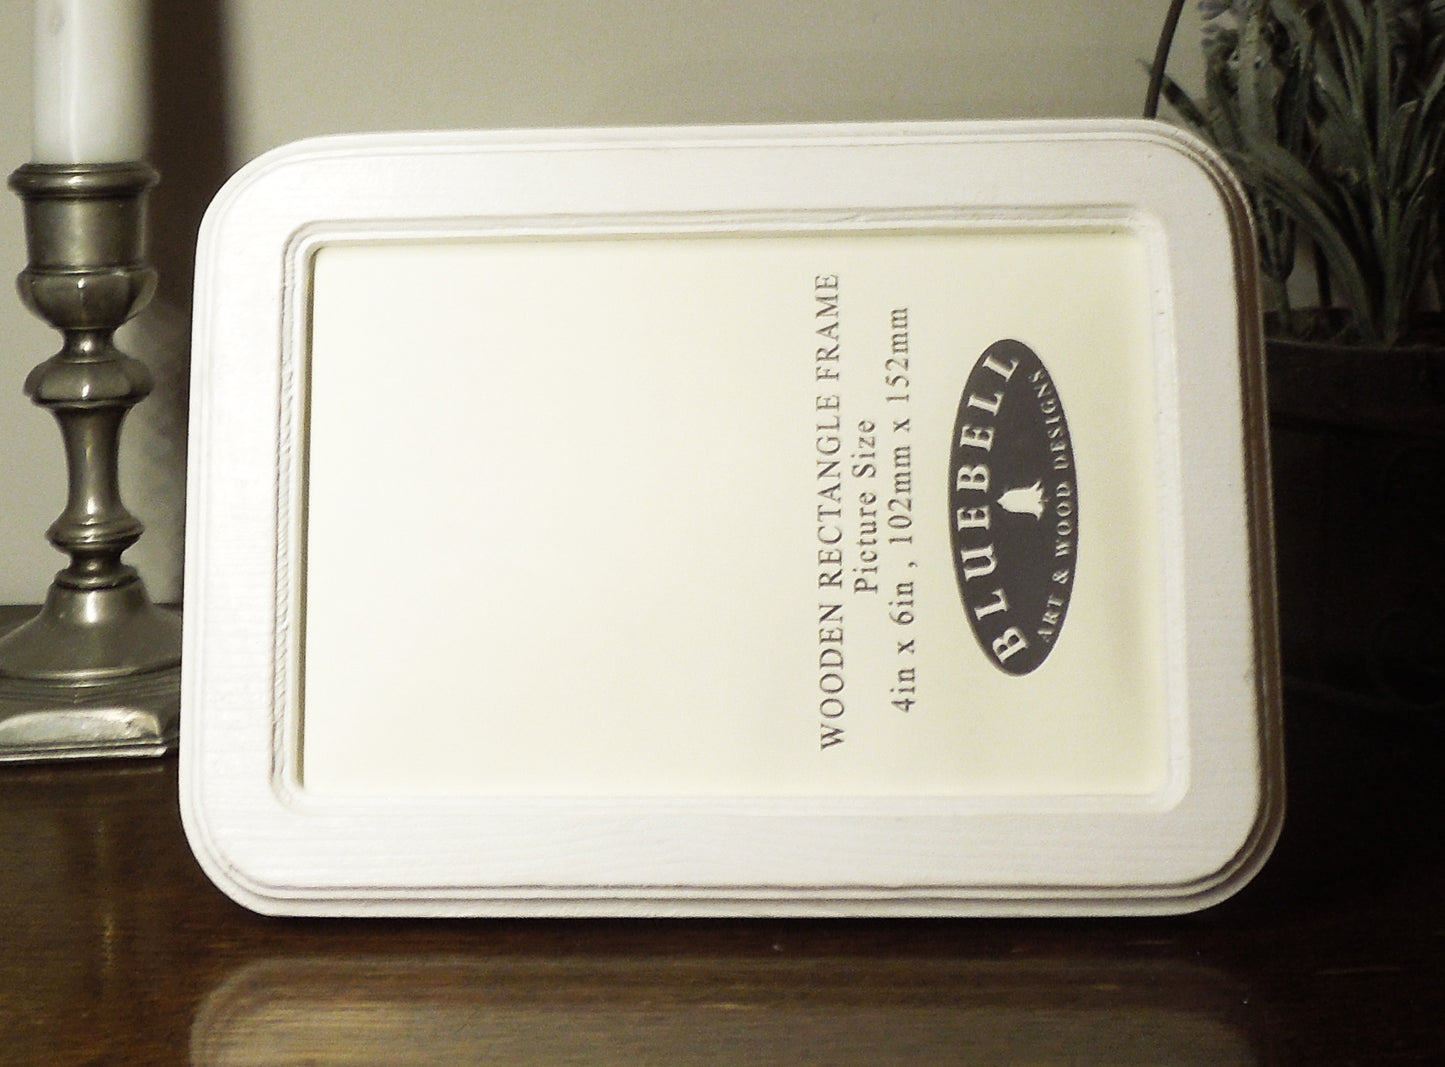 WOODEN RECTANGLE FRAME
Picture Size
4in x 6in , 102mm x 152mm
BLUEBELL
ART & WOOD DESIGNS